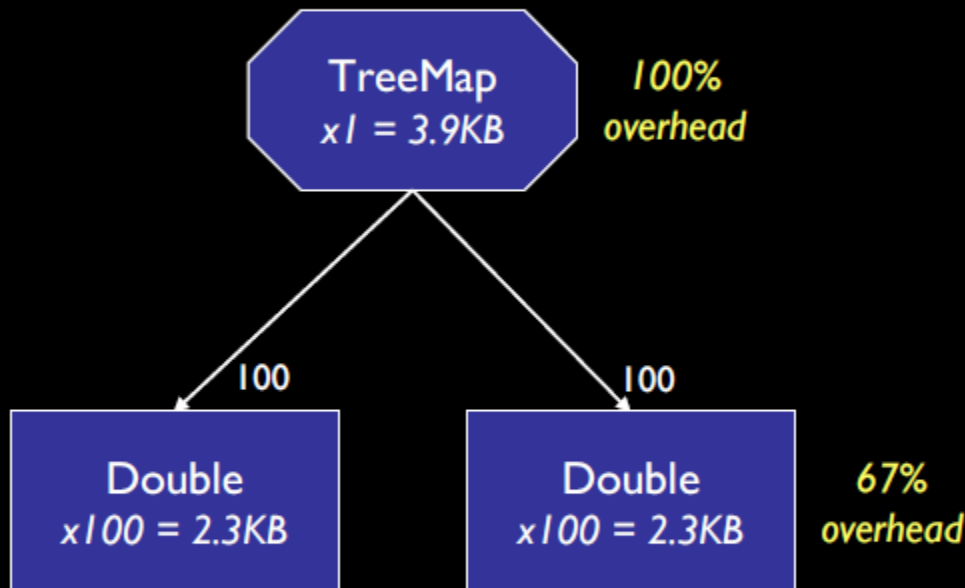 TreeMap
x1 = 3.9KB
100%
overhead
100
100
Double
x100 = 2.3KB
Double
x100 = 2.3KB
67%
overhead